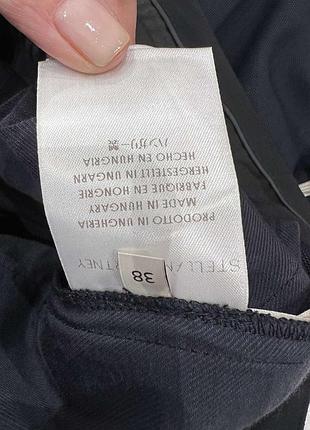 STELLA RTNEY
38
PRODOTTO IN UNGHERIA
MADE IN HUNGARY
FABRIQUE EN HONGRIE
HERGESTELLT IN UNGARN
HECHO EN HUNGRIA
ハンガリー製